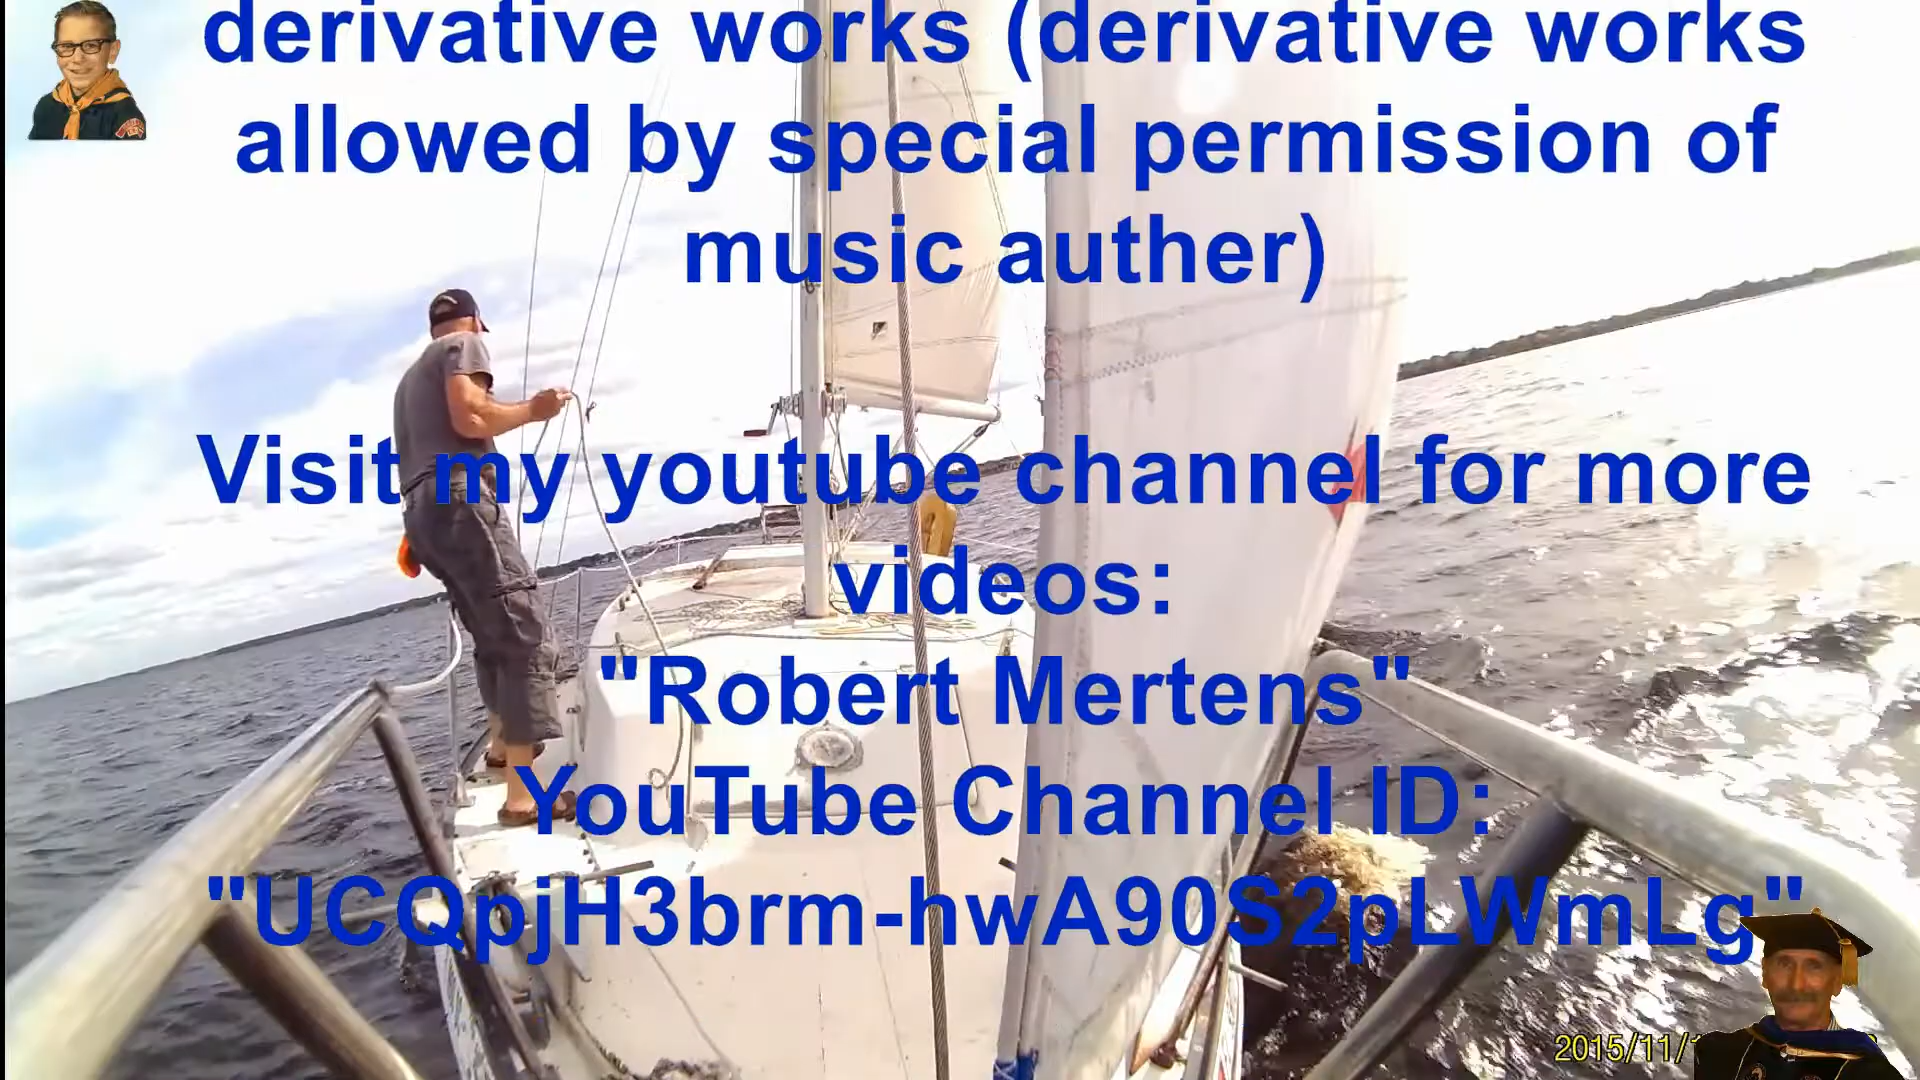 derivative works (derivative works
allowed by special permission of
music auther)
Visit my youtube channel for more
videos:
"Robert Mertens"
YouTube Channel ID:
"UCQpjH3brm-hwA90S2pLWmLg"
2015/11/